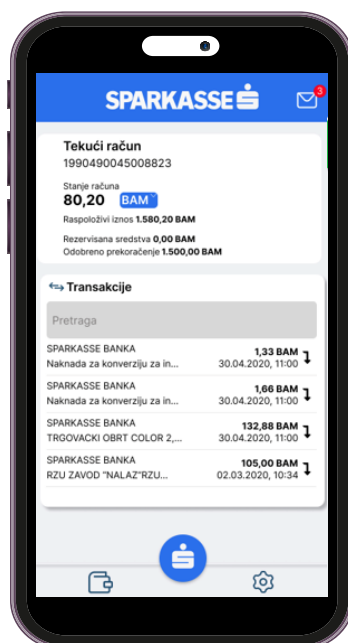 SPARKASSE
3
Tekući račun
1990490045008823
Stanje računa
80,20 BAM
Raspoloživi iznos 1.580,20 BAM
Rezervisana sredstva 0,00 BAM
Odobreno prekoračenje 1.500,00 BAM
Transakcije
Pretraga
SPARKASSE BANKA 1,33 BAM
Naknada za konverziju za in... 30.04.2020, 11:00
SPARKASSE BANKA 1,66 BAM
Naknada za konverziju za in... 30.04.2020, 11:00
SPARKASSE BANKA 132,88 BAM
TRGOVACKI OBRT COLOR 2,... 30.04.2020, 11:00
SPARKASSE BANKA 105,00 BAM
RZU ZAVOD "NALAZ"RZU... 02.03.2020, 10:34